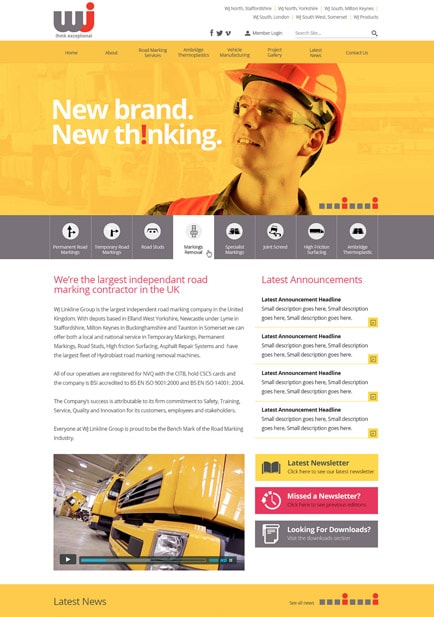 wj
think exceptional
WJ North, Staffordshire | WJ North, Yorkshire | WJ South, Milton Keynes |
WJ South, London | WJ South West, Somerset | WJ Products
Member Login
Search Site...
Home
About
Road Marking
Services
Ambridge
Thermoplastics
Vehicle
Manufacturing
Project
Gallery
Latest
News
Contact Us
New brand.
New th!nking.
Permanent Road
Markings
Temporary Road
Markings
Road Studs
Markings
Removal
Specialist
Markings
Joint Screed
High Friction
Surfacing
Ambridge
Thermoplastics
We're the largest independant road
marking contractor in the UK
WJ Linkline Group is the largest independent road marking company in the
United Kingdom. With depots based in Elland West Yorkshire, Newcastle under Lyme in
Staffordshire, Milton Keynes in Buckinghamshire and Taunton in Somerset we can
offer both a local and national service in Temporary Markings, Permanent
Markings, Road Studs, High friction Surfacing, Asphalt Repair Systems and have
the largest fleet of Hydroblast road marking removal machines.
All of our operatives are registered for NVQ with the CITB, hold CSCS cards and
the company is BSI accredited to BS EN ISO 9001:2000 and BS EN ISO 14001: 2004.
The Company's success is attributable to its firm commitment to Safety, Training,
Service, Quality and Innovation for its customers, employees and stakeholders.
Everyone at WJ Linkline Group is proud to be the Bench Mark of the Road Marking
Industry.
Latest Announcements
Latest Announcement Headline
Small description goes here, Small description
goes here, Small description goes here.
Latest Announcement Headline
Small description goes here, Small description
goes here, Small description goes here.
Latest Announcement Headline
Small description goes here, Small description
goes here, Small description goes here.
Latest Announcement Headline
Small description goes here, Small description
goes here, Small description goes here.
Latest Newsletter
Click here to see our latest newsletter
Missed a Newsletter?
Click here to see previous editions
Looking For Downloads?
Visit the downloads section
Latest News
See all news